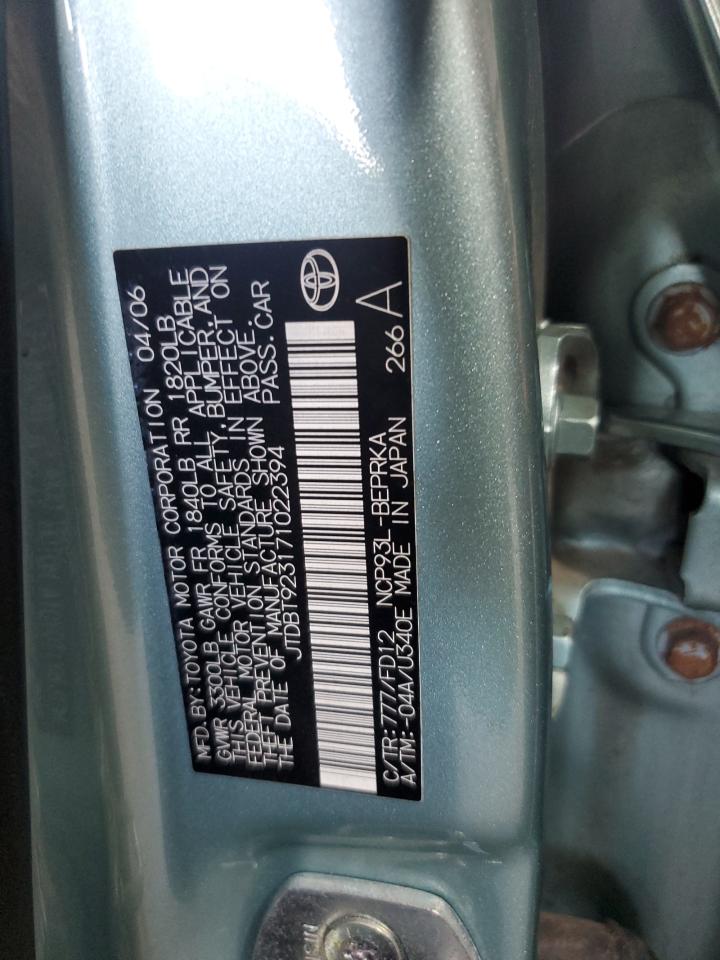 MFD. BY: TOYOTA MOTOR CORPORATION 04/06
GVWR 3300LB GAWR FR 1840LB RR 1820LB
THIS VEHICLE CONFORMS TO ALL APPLICABLE
FEDERAL MOTOR VEHICLE SAFETY, BUMPER, AND
THEFT PREVENTION STANDARDS IN EFFECT ON
THE DATE OF MANUFACTURE SHOWN ABOVE.
JTDBT923171022394 PASS. CAR
C/TR: 777/FD12 NCP93L -BEPRKA
A/TM: -04A/U340E MADE IN JAPAN 266 A